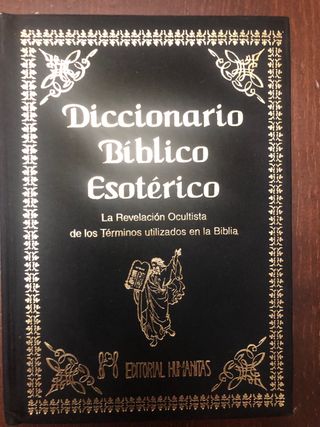 Diccionario
Bíblico
Esotérico
La Revelación Ocultista
de los Términos utilizados en la Biblia
EDITORIAL HUMANITAS